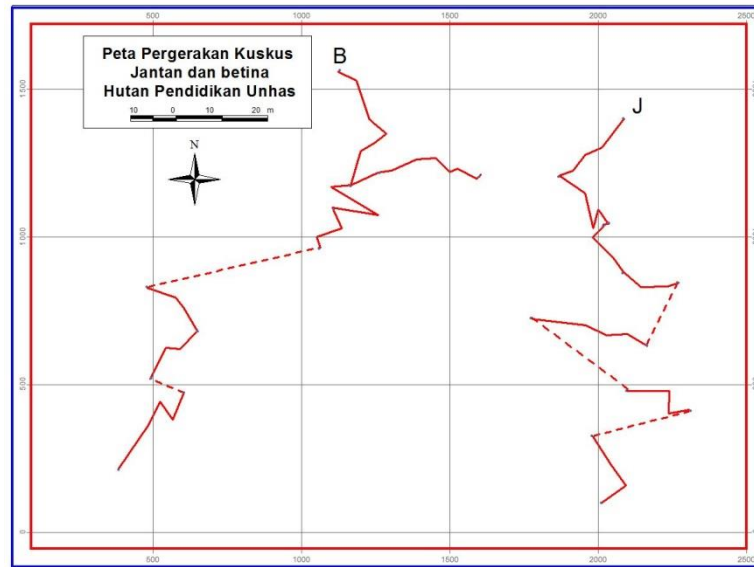 500 1000 1500 2000 2500
Peta Pergerakan Kuskus
Jantan dan betina
Hutan Pendidikan Unhas
10 0 10 20 m
N
B
J
1500
1000
500
0
500 1000 1500 2000 2500